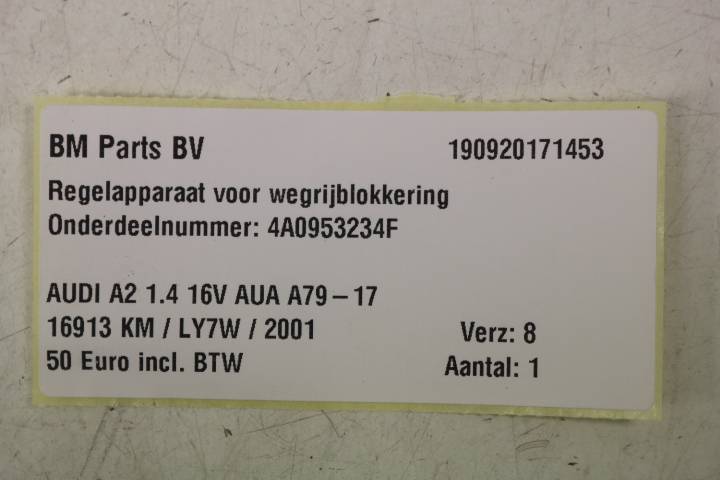 BM Parts BV 190920171453
Regelapparaat voor wegrijblokkering
Onderdeelnummer: 4A0953234F
AUDI A2 1.4 16V AUA A79-17
16913 KM / LY7W / 2001 Verz: 8
50 Euro incl. BTW Aantal: 1